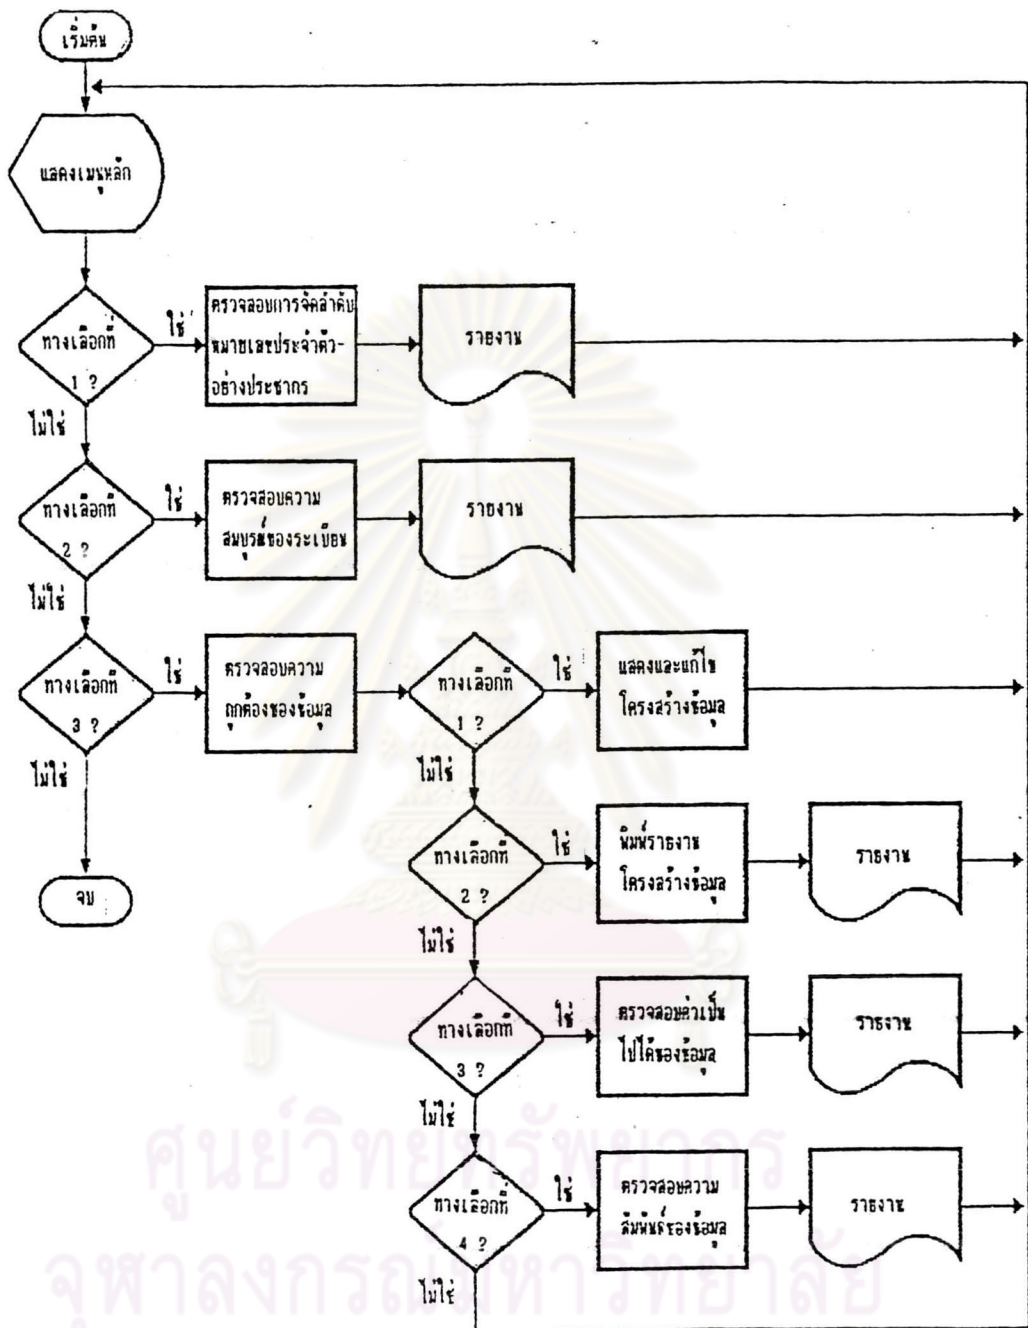 เริ่มต้น
แสดงเมนูหลัก
ทางเลือกที่
1 ?
ใช่
ไม่ใช่
ตรวจสอบการจัดลำดับ
หมายเลขประจำตัว-
อย่างประชากร
รายงาน
ทางเลือกที่
2 ?
ใช่
ไม่ใช่
ตรวจสอบความ
สมบูรณ์ของระเบียน
รายงาน
ทางเลือกที่
3 ?
ใช่
ไม่ใช่
ตรวจสอบความ
ถูกต้องของข้อมูล
ทางเลือกที่
1 ?
ใช่
ไม่ใช่
แสดงและแก้ไข
โครงสร้างข้อมูล
จบ
ทางเลือกที่
2 ?
ใช่
ไม่ใช่
พิมพ์รายงาน
โครงสร้างข้อมูล
รายงาน
ทางเลือกที่
3 ?
ใช่
ไม่ใช่
ตรวจสอบค่าเป็น
ไปได้ของข้อมูล
รายงาน
ทางเลือกที่
4 ?
ใช่
ไม่ใช่
ตรวจสอบความ
สัมพันธ์ของข้อมูล
รายงาน
ศูนย์วิทยทรัพยากร
จุฬาลงกรณ์มหาวิทยาลัย